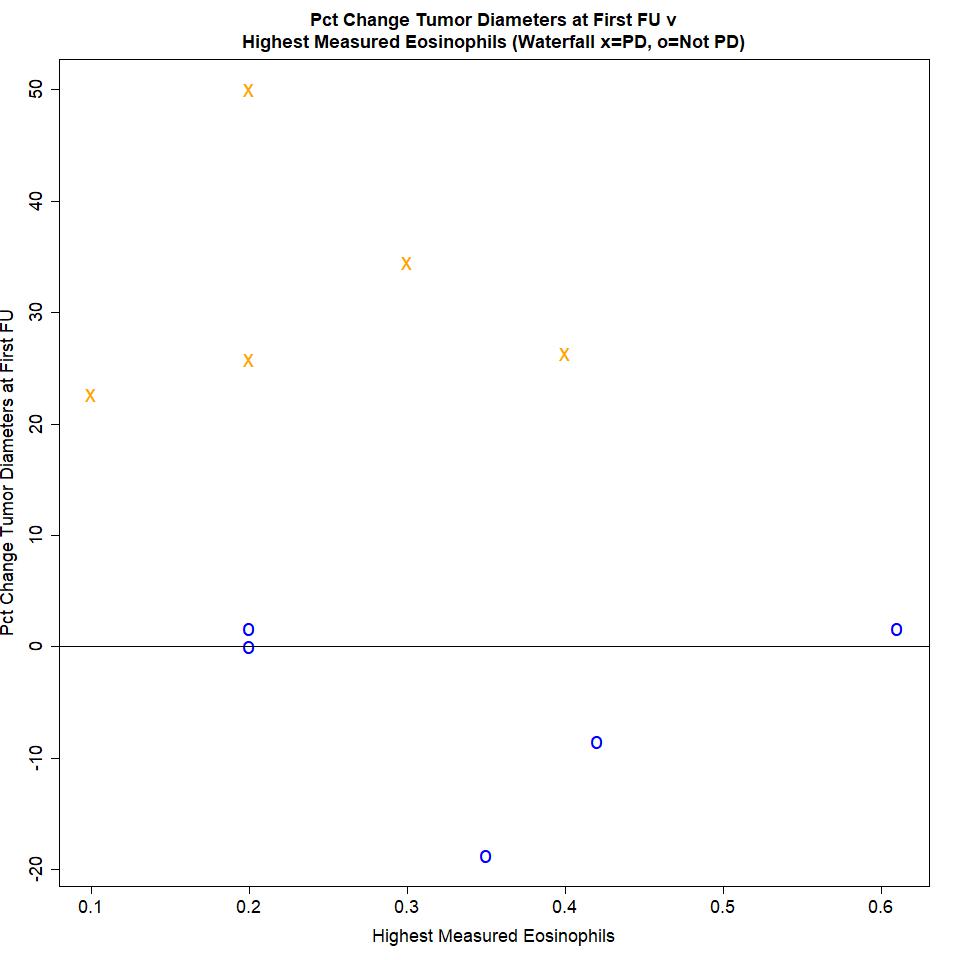 Pct Change Tumor Diameters at First FU v
Highest Measured Eosinophils (Waterfall x=PD, o=Not PD)
Pct Change Tumor Diameters at First FU
50
40
30
20
10
0
-10
-20
x
x
x
x
x
o
o
o
o
o
0.1
0.2
0.3
0.4
0.5
0.6
Highest Measured Eosinophils